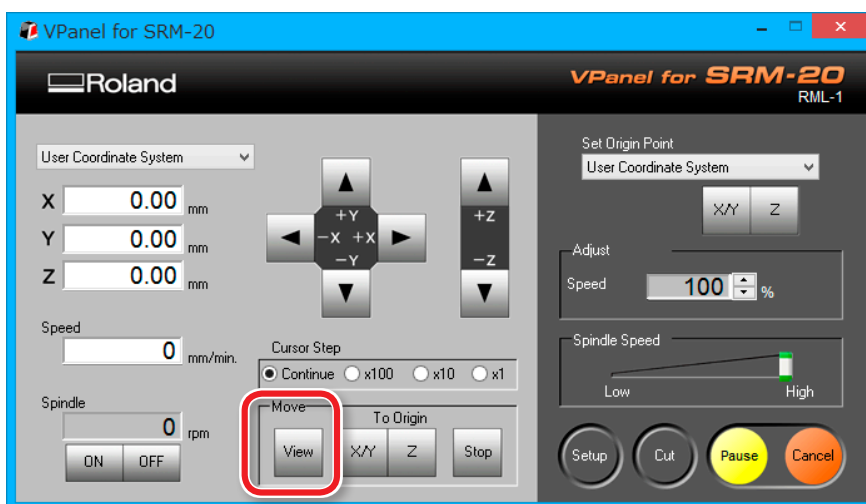 VPanel for SRM-20
Roland
VPanel for SRM-20
RML-1
User Coordinate System
X 0.00 mm
Y 0.00 mm
Z 0.00 mm
Speed
0 mm/min.
Spindle
0 rpm
ON OFF
+Y
-X +X
-Y
+Z
-Z
Cursor Step
Continue x100 x10 x1
Move
To Origin
View X/Y Z Stop
Set Origin Point
User Coordinate System
X/Y Z
Adjust
Speed 100 %
Spindle Speed
Low High
Setup Cut Pause Cancel